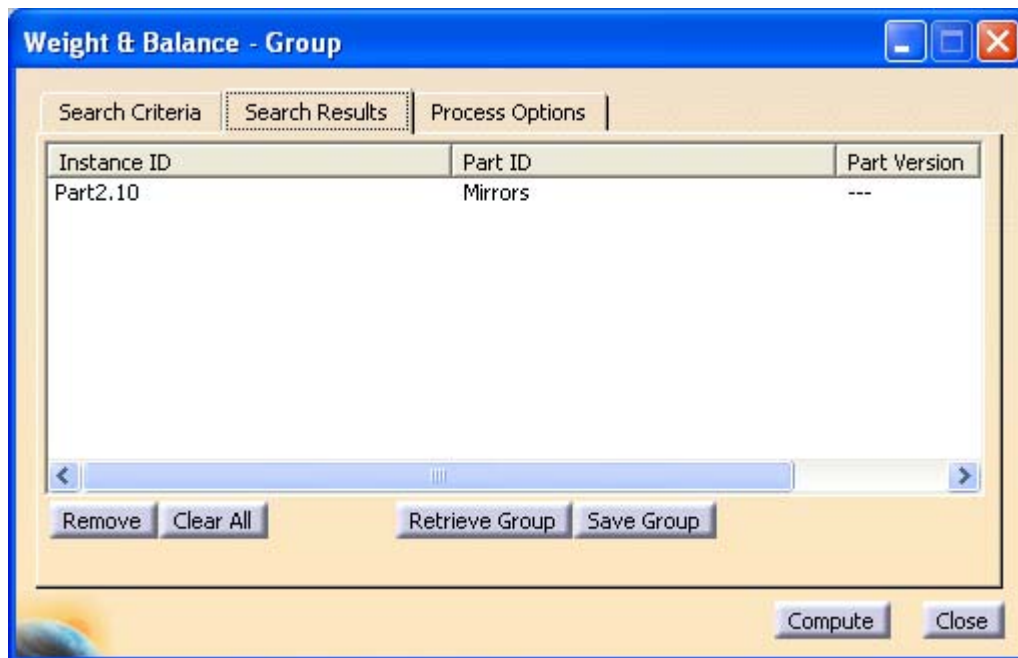 Weight & Balance - Group
Search Criteria Search Results Process Options
Instance ID Part ID Part Version
Part2.10 Mirrors ---
Remove Clear All Retrieve Group Save Group
Compute Close